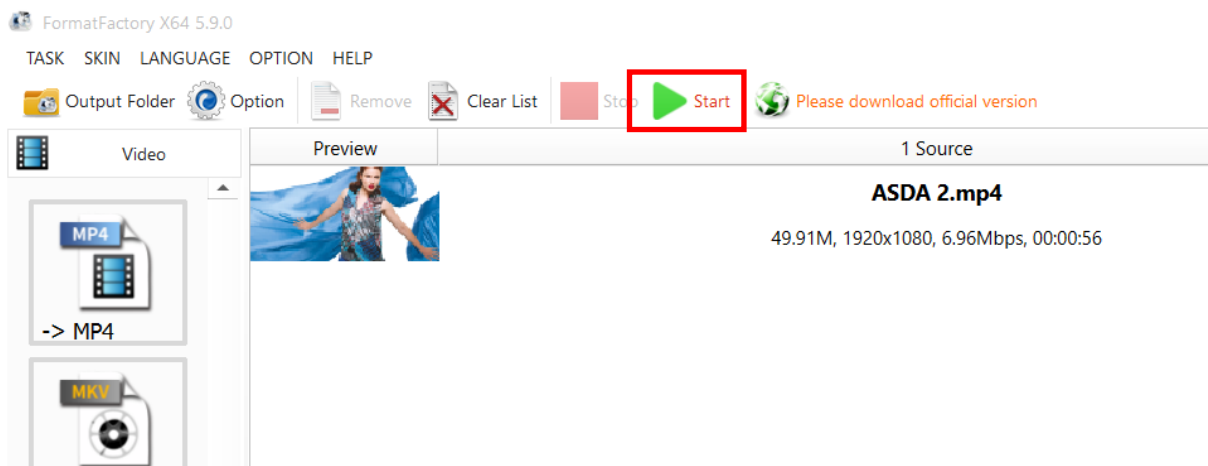 FormatFactory X64 5.9.0
TASK SKIN LANGUAGE OPTION HELP
Output Folder Option Remove Clear List Stop Start Please download official version
Video Preview 1 Source
ASDA 2.mp4
49.91M, 1920x1080, 6.96Mbps, 00:00:56
MP4
-> MP4
MKV